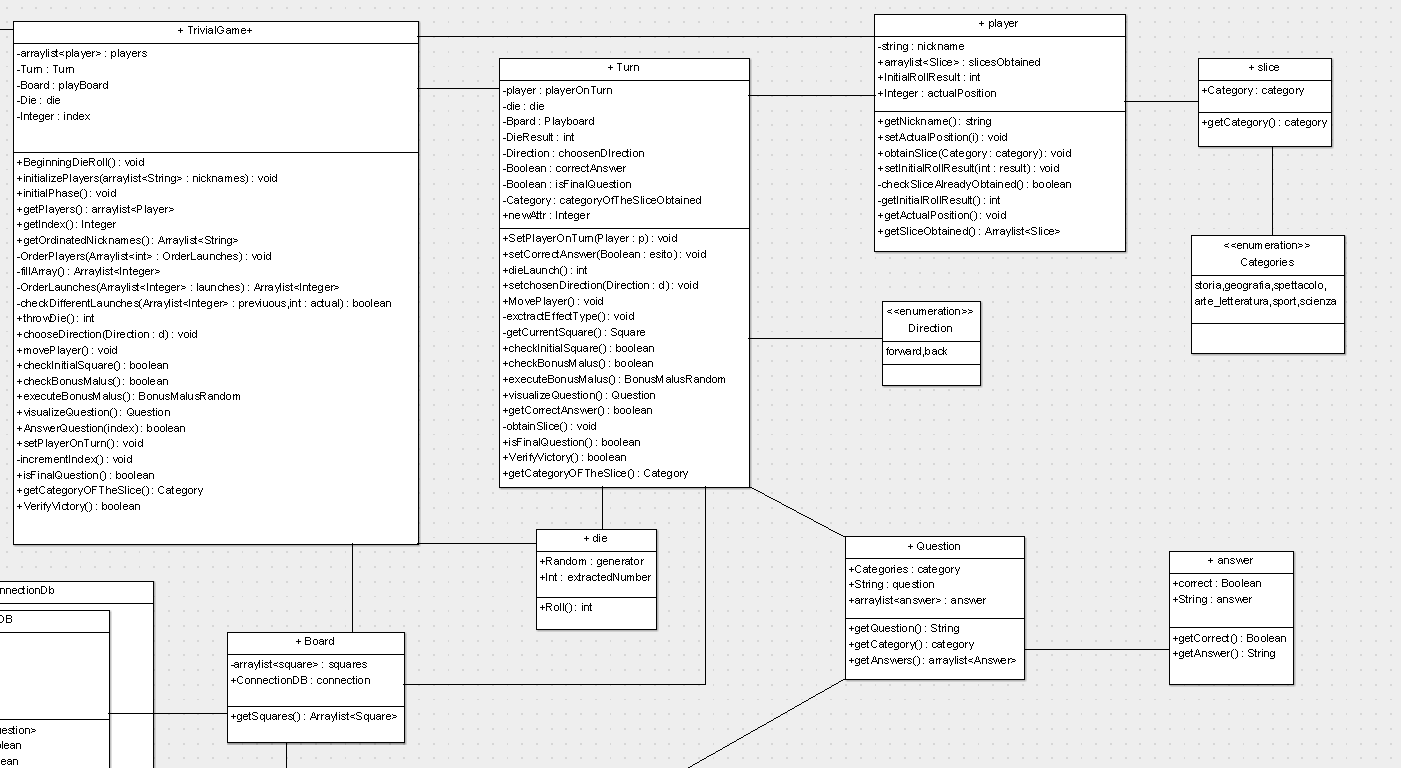 + TrivialGame+
-arraylist<player> : players
-Turn : Turn
-Board : playBoard
-Die : die
-Integer : index
+BeginningDieRoll() : void
+initializePlayers(arraylist<String> : nicknames) : void
+initialPhase() : void
+getPlayers() : arraylist<Player>
+getIndex() : Integer
+getOrdinatedNicknames() : Arraylist<String>
-OrderPlayers(Arraylist<int> : OrderLaunches) : void
-fillArray() : Arraylist<Integer>
-OrderLaunches(Arraylist<Integer> : launches) : Arraylist<Integer>
-checkDifferentLaunches(Arraylist<Integer> : previuous,int : actual) : boolean
+throwDie() : int
+chooseDirection(Direction : d) : void
+movePlayer() : void
+checkInitialSquare() : boolean
+checkBonusMalus() : boolean
+executeBonusMalus() : BonusMalusRandom
+visualizeQuestion() : Question
+AnswerQuestion(index) : boolean
+setPlayerOnTurn() : void
-incrementIndex() : void
+isFinalQuestion() : boolean
+getCategoryOFTheSlice() : Category
+VerifyVictory() : boolean
+ Turn
-player : playerOnTurn
-die : die
-Bpard : Playboard
-DieResult : int
-Direction : choosenDIrection
-Boolean : correctAnswer
-Boolean : isFinalQuestion
-Category : categoryOfTheSliceObtained
+newAttr : Integer
+SetPlayerOnTurn(Player : p) : void
+setCorrectAnswer(Boolean : esito) : void
+dieLaunch() : int
+setchosenDirection(Direction : d) : void
+MovePlayer() : void
-exctractEffectType() : void
-getCurrentSquare() : Square
+checkInitialSquare() : boolean
+checkBonusMalus() : boolean
+executeBonusMalus() : BonusMalusRandom
+visualizeQuestion() : Question
+getCorrectAnswer() : boolean
-obtainSlice() : void
+isFinalQuestion() : boolean
+VerifyVictory() : boolean
+getCategoryOFTheSlice() : Category
+ player
-string : nickname
+arraylist<Slice> : slicesObtained
+InitialRollResult : int
+Integer : actualPosition
+getNickname() : string
+setActualPosition(i) : void
+obtainSlice(Category : category) : void
+setInitialRollResult(int : result) : void
-checkSliceAlreadyObtained() : boolean
-getInitialRollResult() : int
+getActualPosition() : void
+getSliceObtained() : Arraylist<Slice>
+ slice
+Category : category
+getCategory() : category
<<enumeration>>
Categories
storia,geografia,spettacolo,
arte_letteratura,sport,scienza
<<enumeration>>
Direction
forward,back
+ die
+Random : generator
+Int : extractedNumber
+Roll() : int
+ Question
+Categories : category
+String : question
+arraylist<answer> : answer
+getQuestion() : String
+getCategory() : category
+getAnswers() : arraylist<Answer>
+ answer
+correct : Boolean
+String : answer
+getCorrect() : Boolean
+getAnswer() : String
nnectionDb
DB
uestion>
olean
ean
+ Board
-arraylist<square> : squares
+ConnectionDB : connection
+getSquares() : Arraylist<Square>